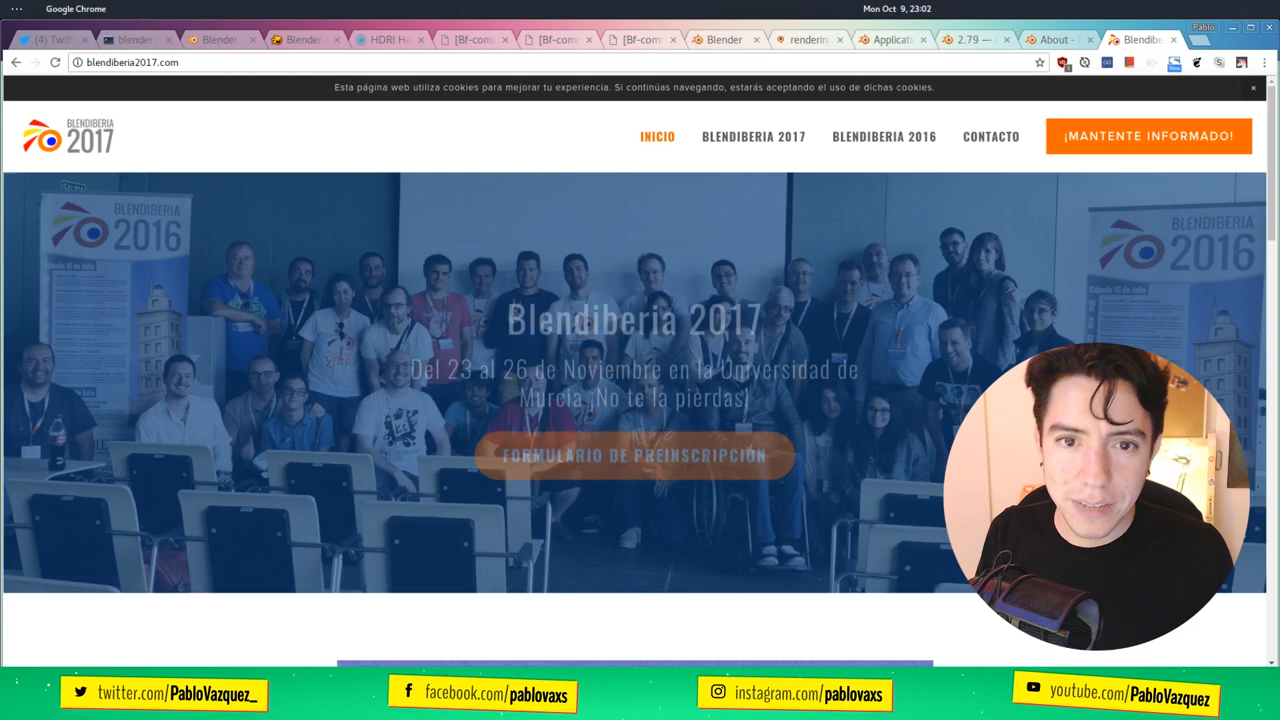 Google Chrome
Mon Oct 9, 23:02
(4) Twitt
blender.
Blender
Blender
HDRI Ha
[Bf-com
[Bf-com
[Bf-com
Blender
rendering
Applicati
2.79 —
About -
Blendibe
Pablo
blendiberia2017.com
Esta página web utiliza cookies para mejorar tu experiencia. Si continúas navegando, estarás aceptando el uso de dichas cookies.
BLENDIBERIA
2017
INICIO
BLENDIBERIA 2017
BLENDIBERIA 2016
CONTACTO
¡MANTENTE INFORMADO!
BLENDIBERIA
2016
BLENDIBERIA
2016
Blendiberia 2017
Del 23 al 26 de Noviembre en la Universidad de
Murcia ¡No te la pierdas!
FORMULARIO DE PREINSCRIPCIÓN
twitter.com/PabloVazquez_
facebook.com/pablovaxs
instagram.com/pablovaxs
youtube.com/PabloVazquez